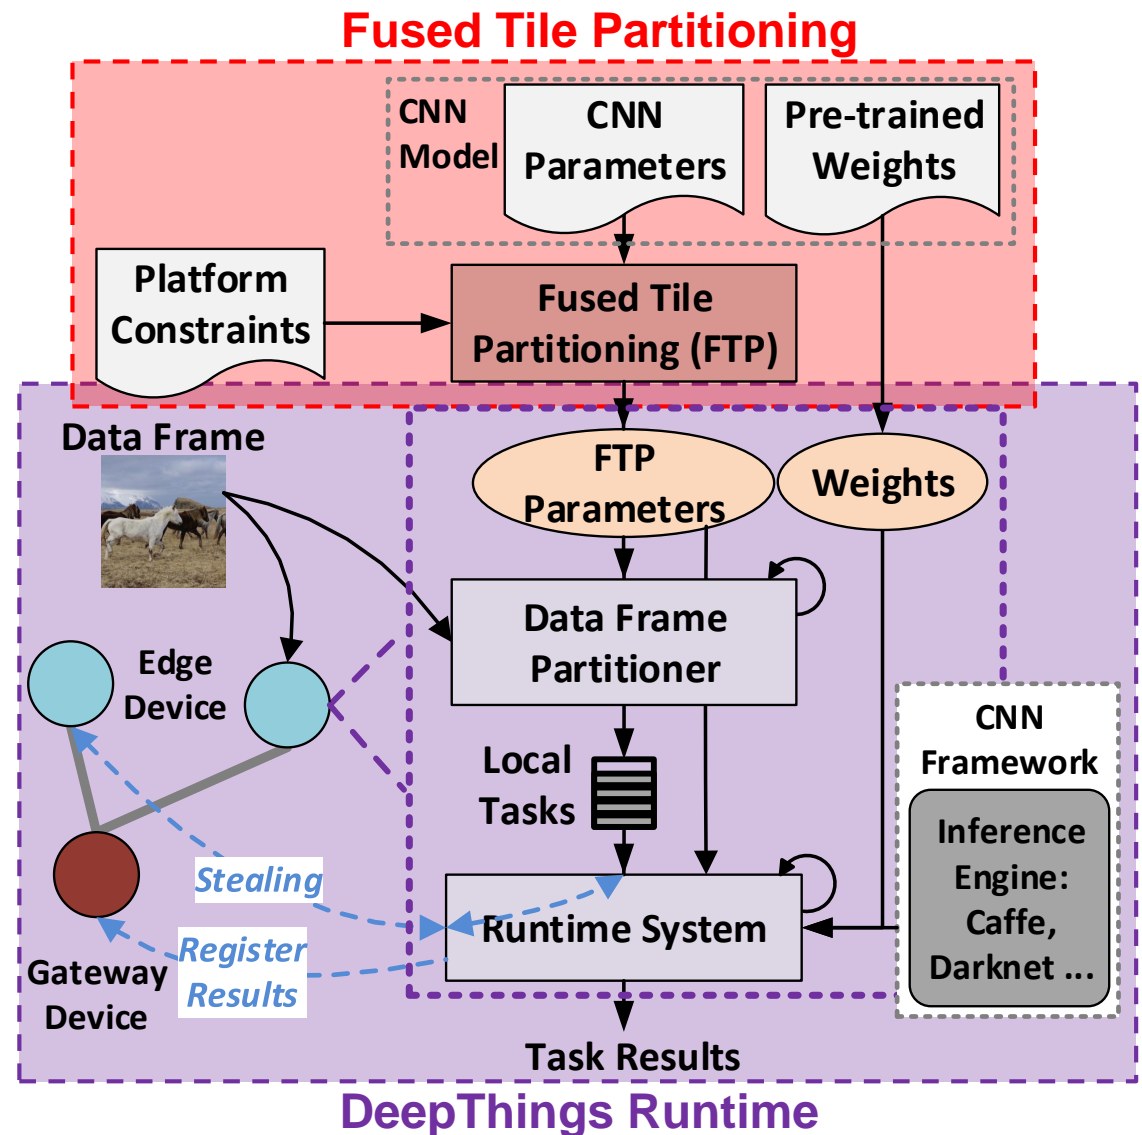 Fused Tile Partitioning
CNN
Model
CNN
Parameters
Pre-trained
Weights
Platform
Constraints
Fused Tile
Partitioning (FTP)
Data Frame
FTP
Parameters
Weights
Data Frame
Partitioner
Edge
Device
CNN
Framework
Local
Tasks
Inference
Engine:
Caffe,
Darknet ...
Stealing
Runtime System
Register
Results
Gateway
Device
Task Results
DeepThings Runtime